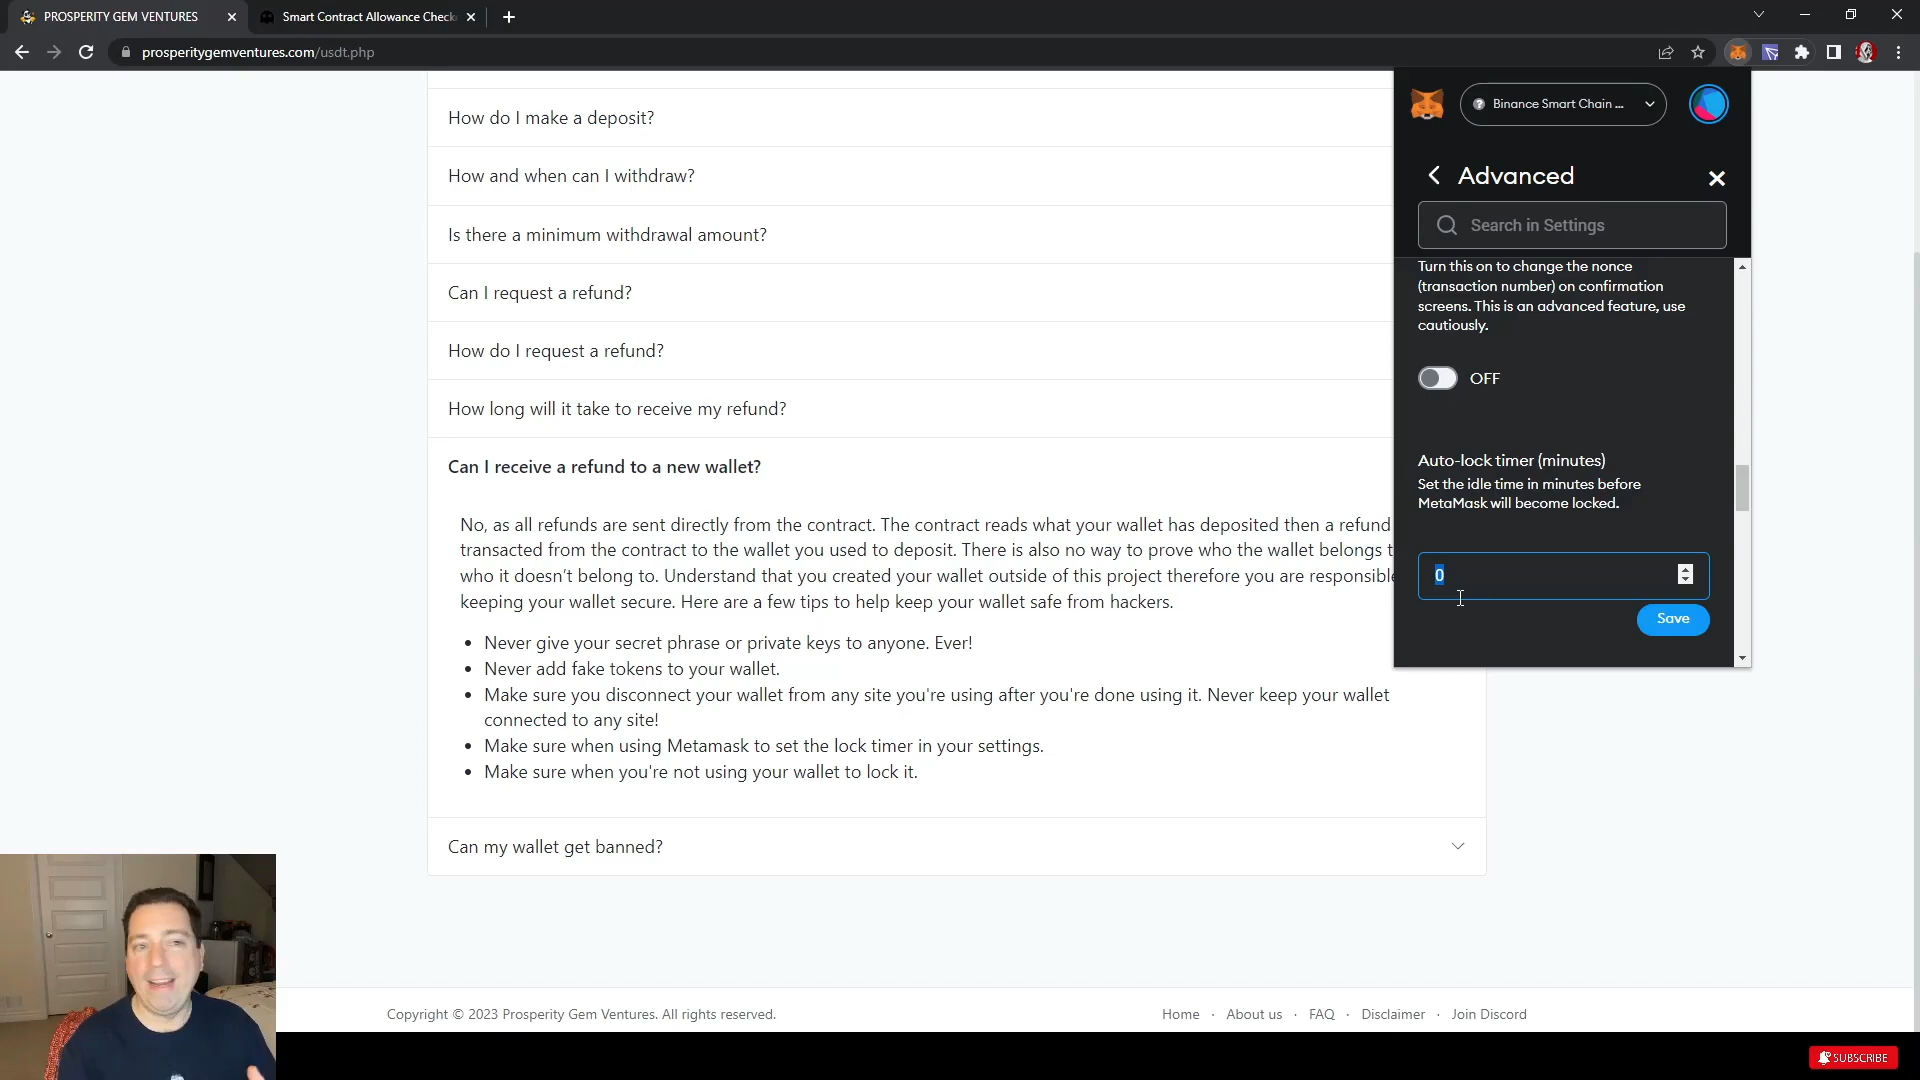 PROSPERITY GEM VENTURES
Smart Contract Allowance Check
prosperitygemventures.com/usdt.php
How do I make a deposit?
How and when can I withdraw?
Is there a minimum withdrawal amount?
Can I request a refund?
How do I request a refund?
How long will it take to receive my refund?
Can I receive a refund to a new wallet?
No, as all refunds are sent directly from the contract. The contract reads what your wallet has deposited then a refund
transacted from the contract to the wallet you used to deposit. There is also no way to prove who the wallet belongs t
who it doesn't belong to. Understand that you created your wallet outside of this project therefore you are responsible
keeping your wallet secure. Here are a few tips to help keep your wallet safe from hackers.
• Never give your secret phrase or private keys to anyone. Ever!
• Never add fake tokens to your wallet.
• Make sure you disconnect your wallet from any site you're using after you're done using it. Never keep your wallet
connected to any site!
• Make sure when using Metamask to set the lock timer in your settings.
• Make sure when you're not using your wallet to lock it.
Can my wallet get banned?
Binance Smart Chain ...
Advanced
Search in Settings
Turn this on to change the nonce
(transaction number) on confirmation
screens. This is an advanced feature, use
cautiously.
OFF
Auto-lock timer (minutes)
Set the idle time in minutes before
MetaMask will become locked.
0
Save
Copyright © 2023 Prosperity Gem Ventures. All rights reserved.
Home · About us · FAQ · Disclaimer · Join Discord
SUBSCRIBE